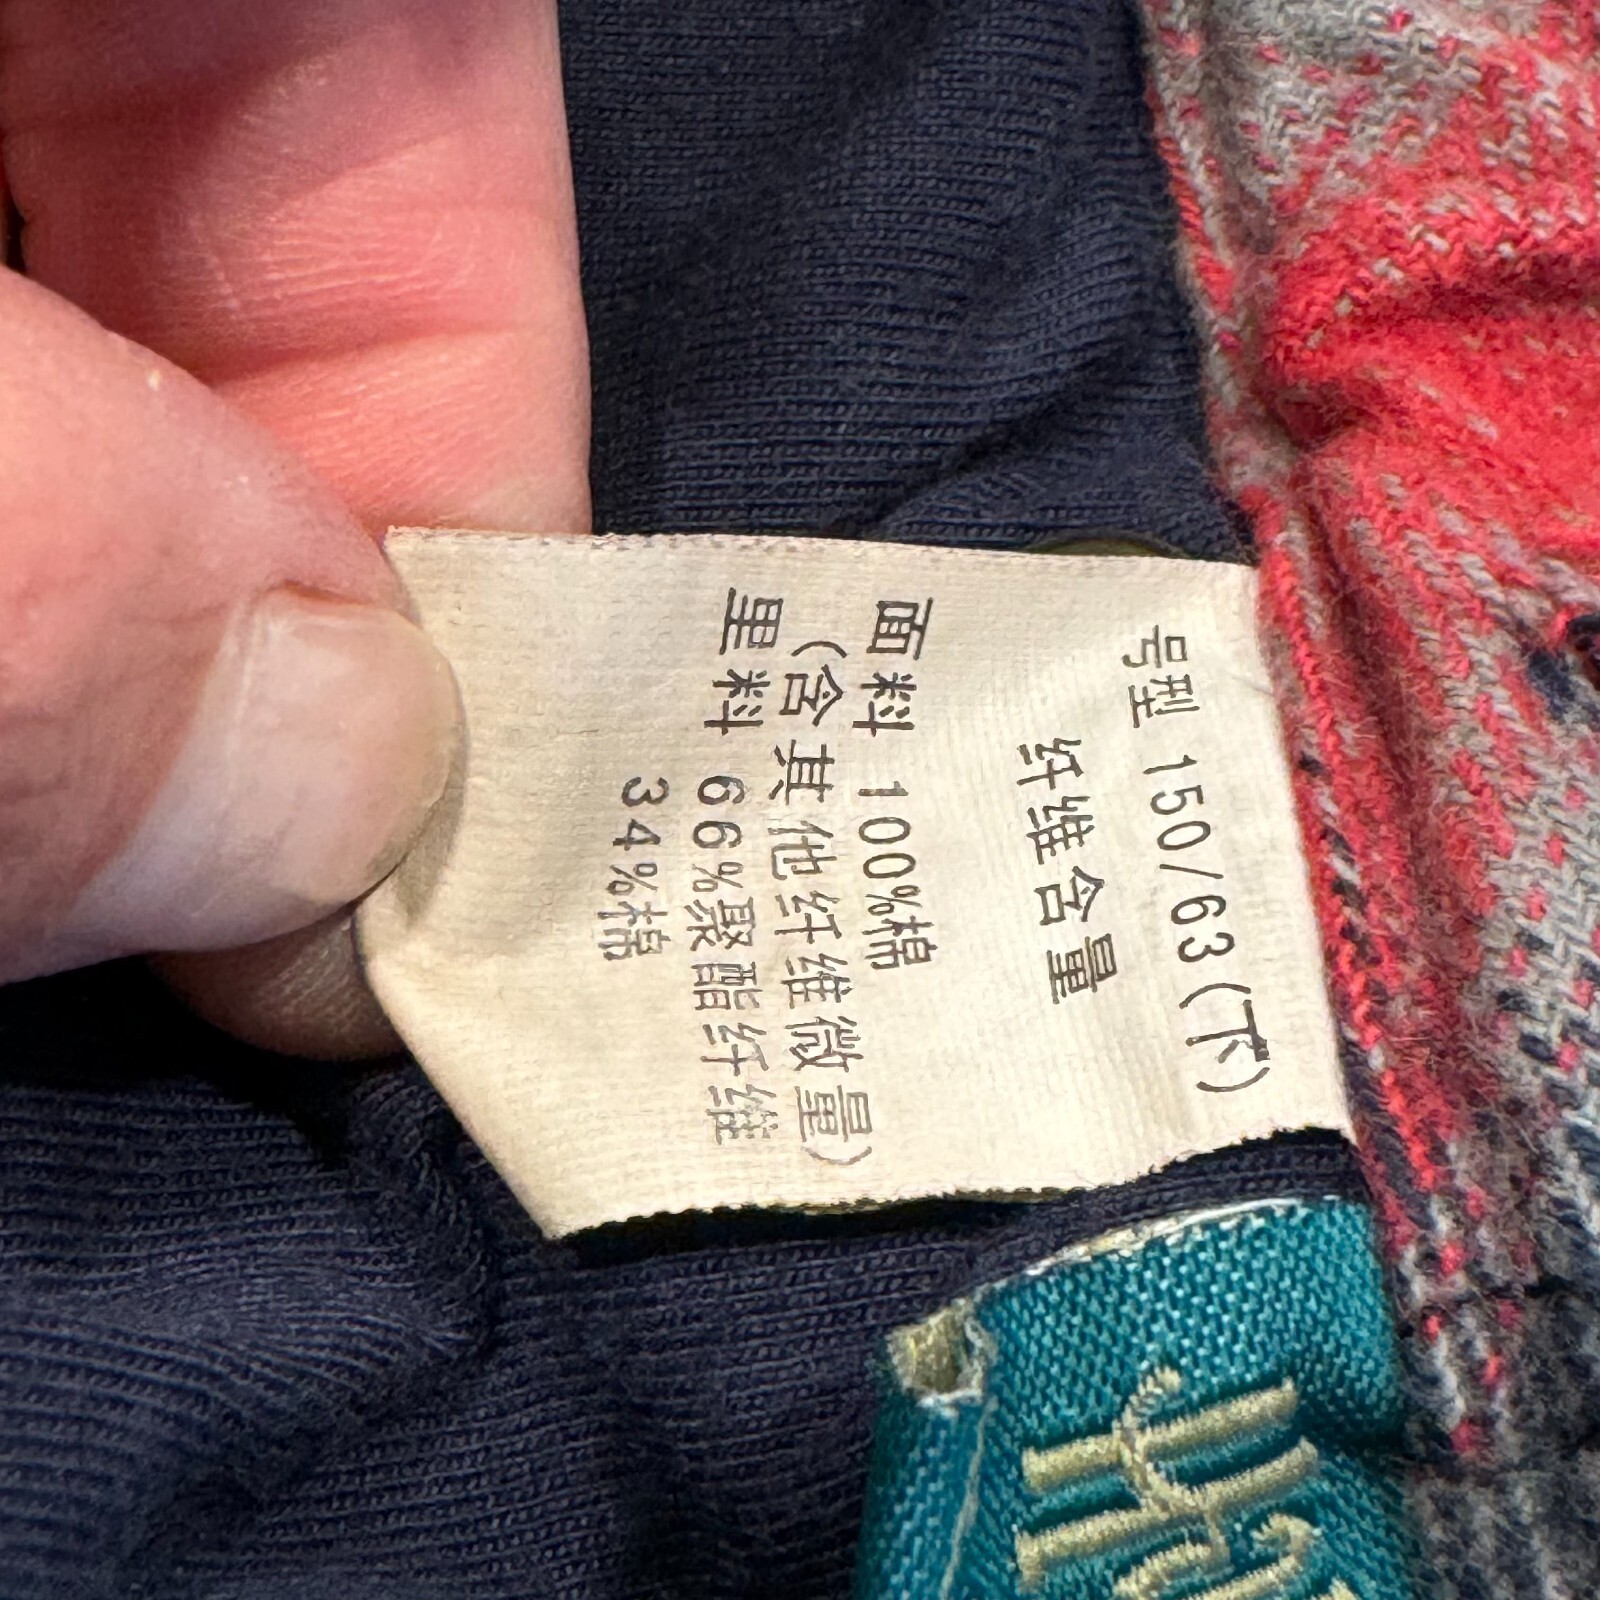 号型 150/63(下)
纤维含量
面料 100%棉
(含其他纤维微量)
里料 66%聚酯纤维
34%棉